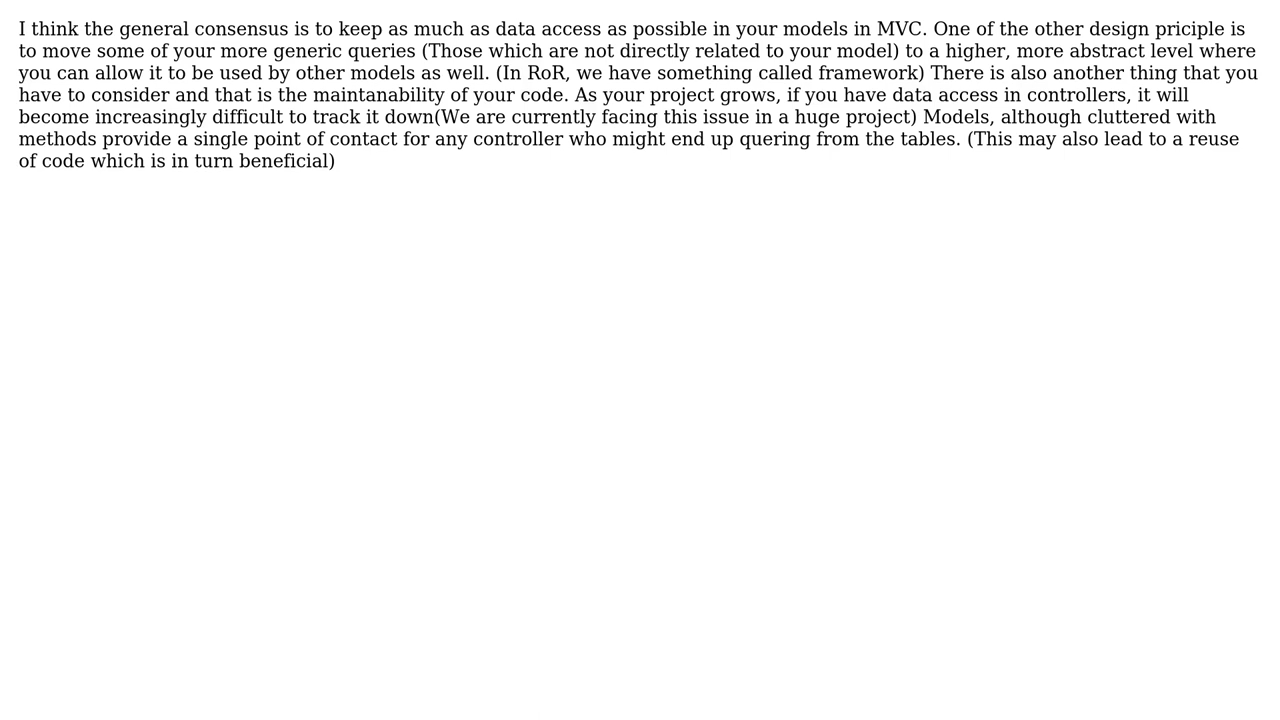 I think the general consensus is to keep as much as data access as possible in your models in MVC. One of the other design priciple is
to move some of your more generic queries (Those which are not directly related to your model) to a higher, more abstract level where
you can allow it to be used by other models as well. (In RoR, we have something called framework) There is also another thing that you
have to consider and that is the maintanability of your code. As your project grows, if you have data access in controllers, it will
become increasingly difficult to track it down(We are currently facing this issue in a huge project) Models, although cluttered with
methods provide a single point of contact for any controller who might end up quering from the tables. (This may also lead to a reuse
of code which is in turn beneficial)